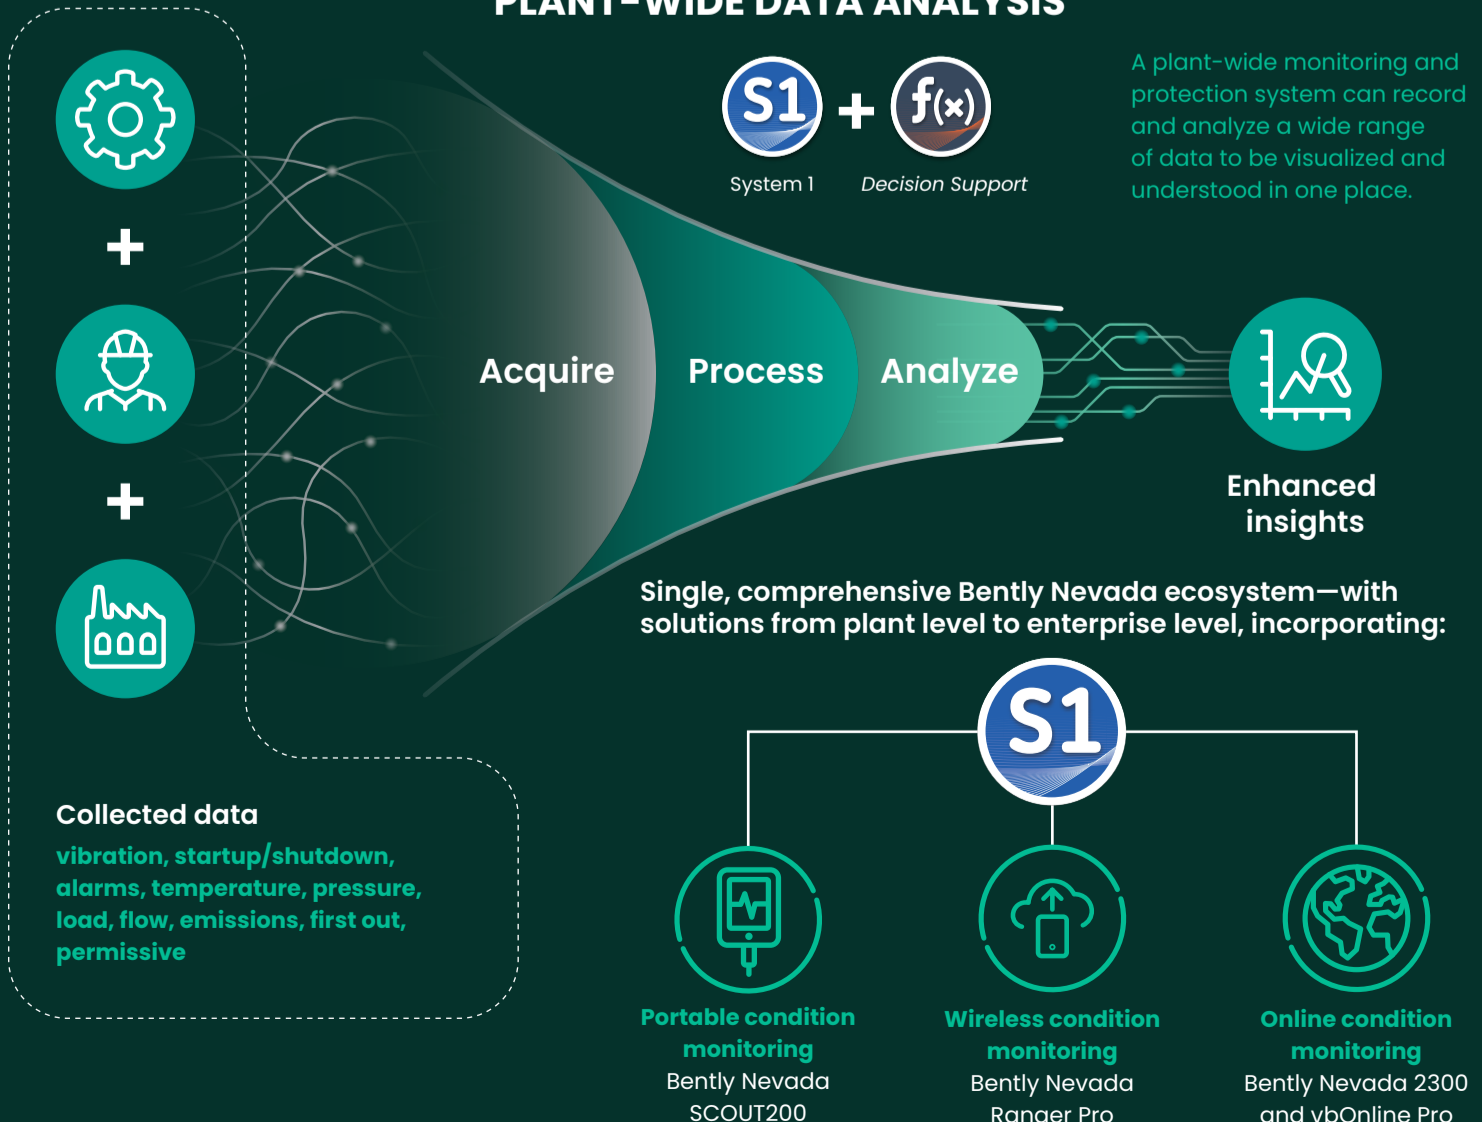 PLANT-WIDE DATA ANALYSIS
S1
f(x)
System 1
Decision Support
A plant-wide monitoring and
protection system can record
and analyze a wide range
of data to be visualized and
understood in one place.
Acquire
Process
Analyze
Enhanced
insights
Single, comprehensive Bently Nevada ecosystem—with
solutions from plant level to enterprise level, incorporating:
S1
Collected data
vibration, startup/shutdown,
alarms, temperature, pressure,
load, flow, emissions, first out,
permissive
Portable condition
monitoring
Bently Nevada
SCOUT200
Wireless condition
monitoring
Bently Nevada
Ranger Pro
Online condition
monitoring
Bently Nevada 2300
and vbOnline Pro